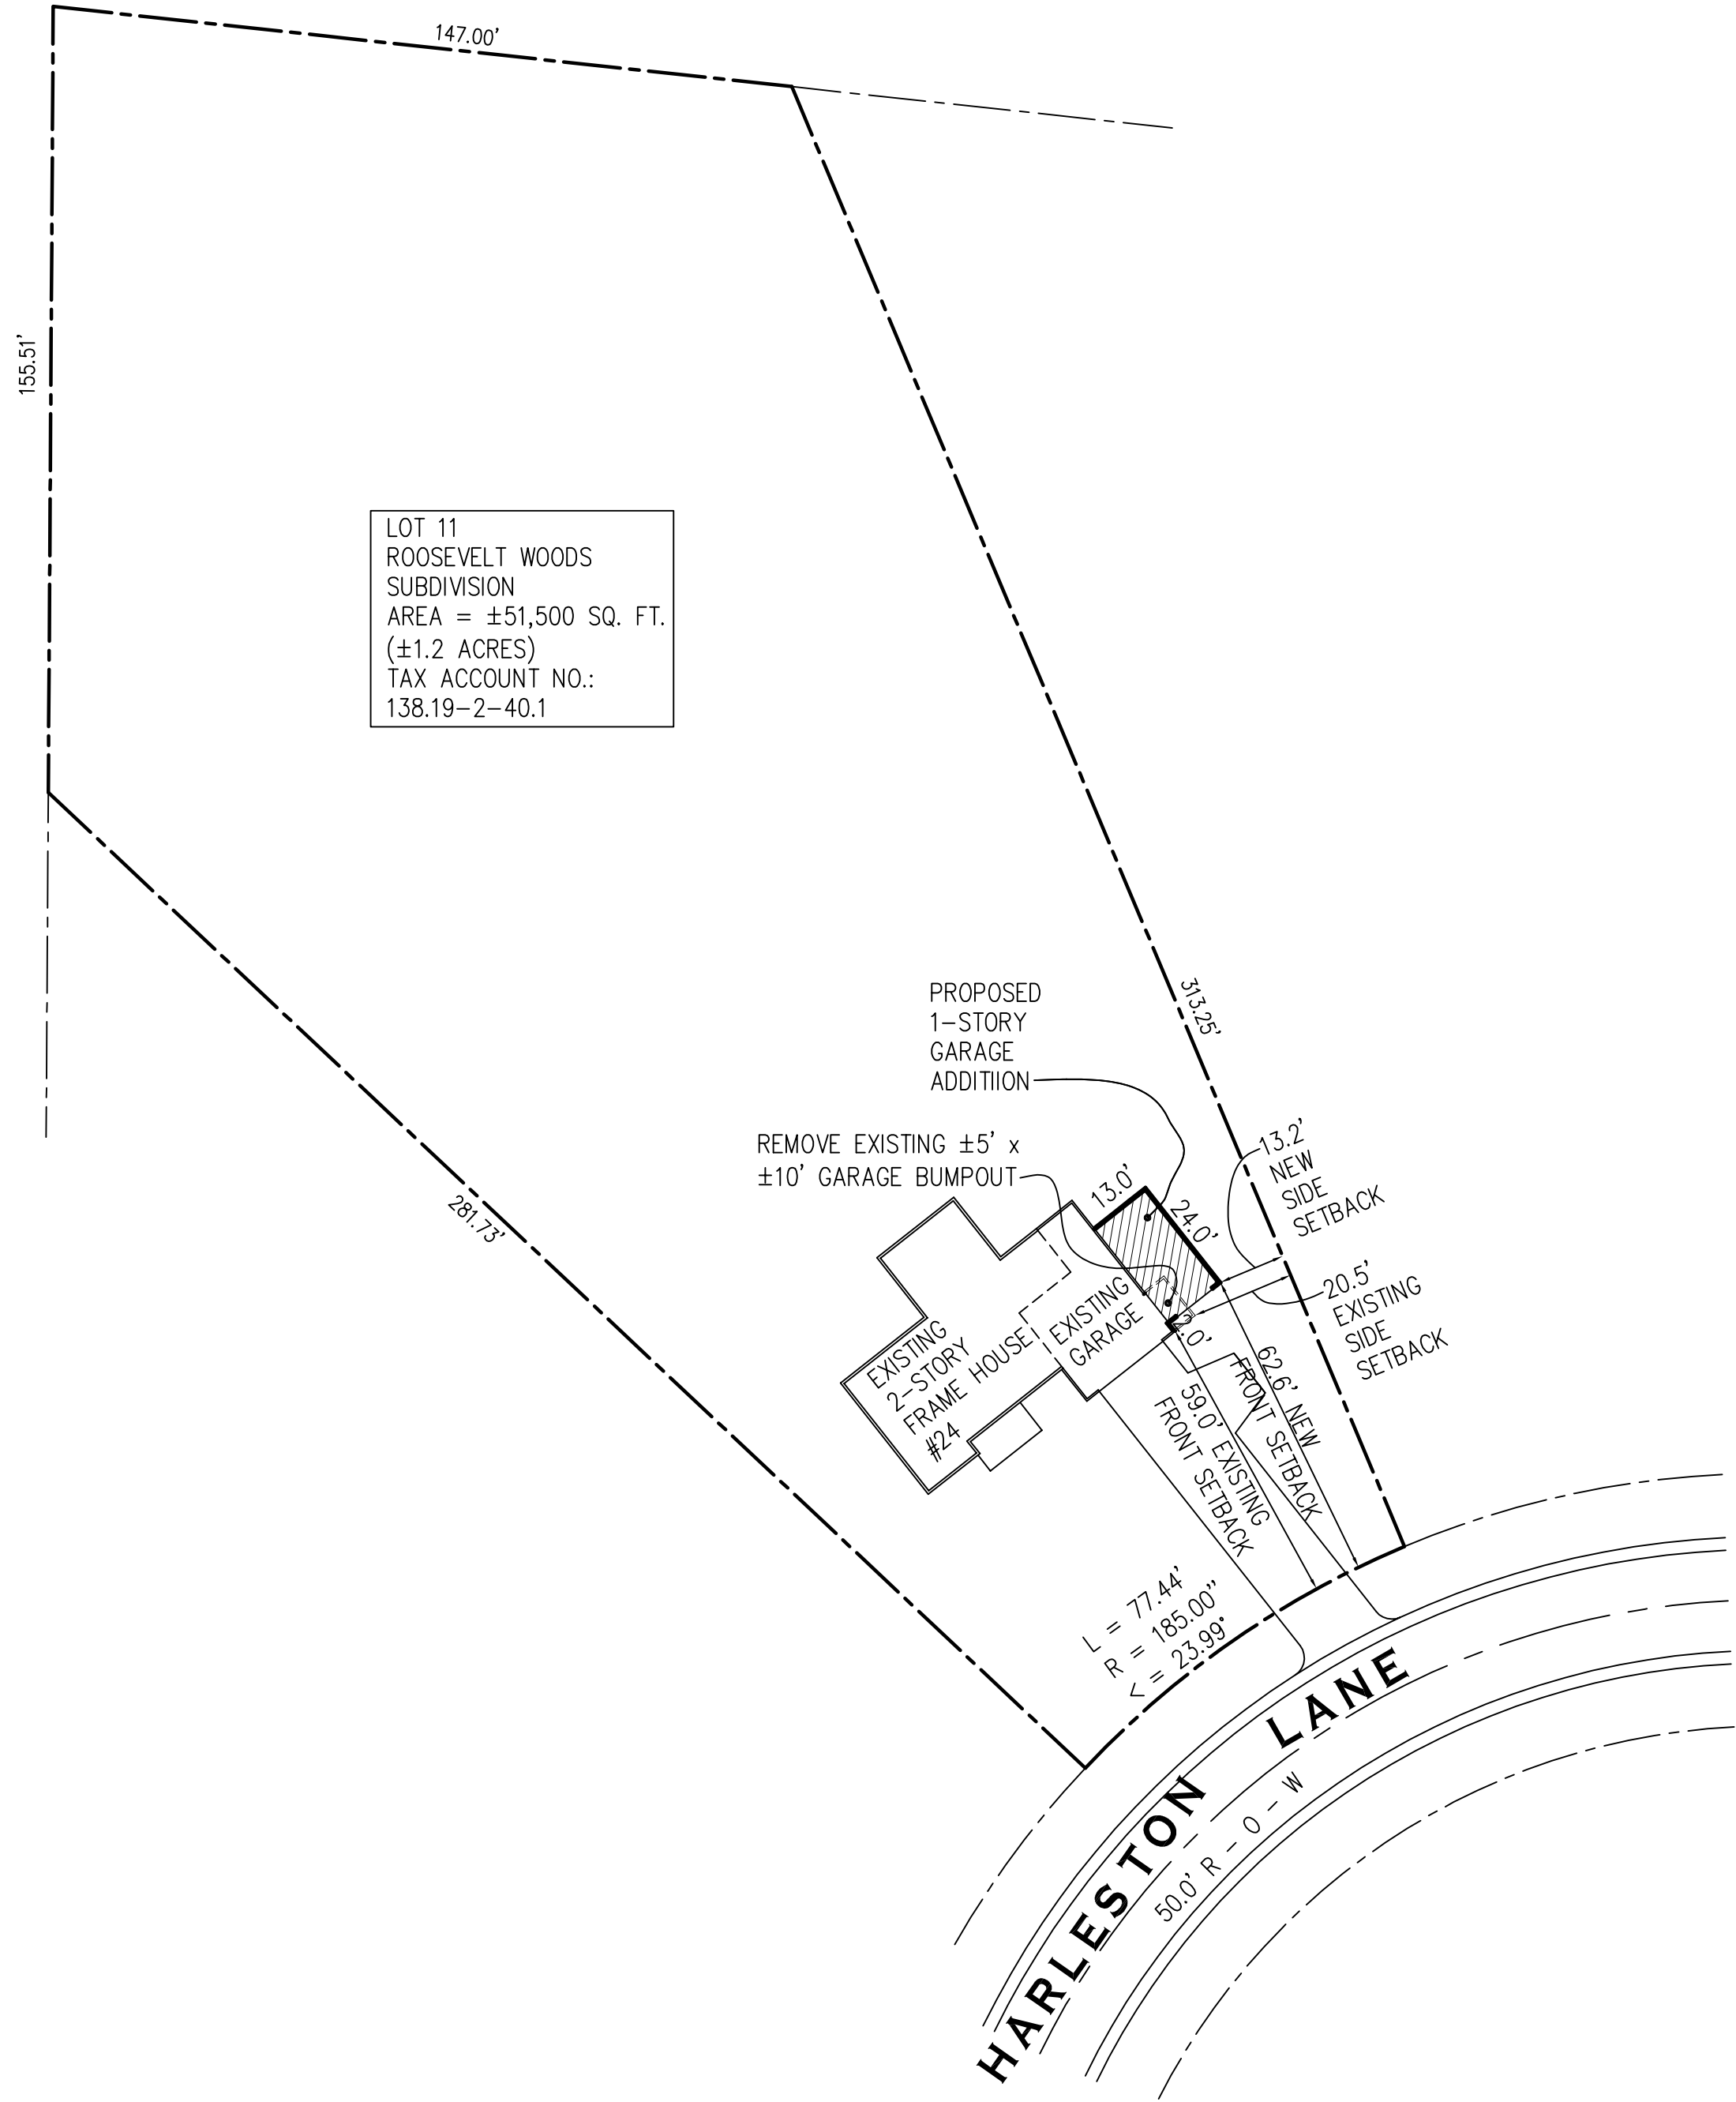 147.00'
155.51'
LOT 11
ROOSEVELT WOODS
SUBDIVISION
AREA = ±51,500 SQ. FT.
(±1.2 ACRES)
TAX ACCOUNT NO.:
138.19-2-40.1
313.25'
PROPOSED
1-STORY
GARAGE
ADDITIION
REMOVE EXISTING ±5' x
±10' GARAGE BUMPOUT
13.0'
24.0'
13.2'
NEW
SIDE
SETBACK
20.5'
EXISTING
SIDE
SETBACK
281.73'
EXISTING
2-STORY
FRAME HOUSE
#24
EXISTING
GARAGE
2.0'
62.6' NEW
FRONT SETBACK
59.0' EXISTING
FRONT SETBACK
L = 77.44'
R = 185.00"
< = 23.99°
HARLESTON LANE
50.0' R - O - W